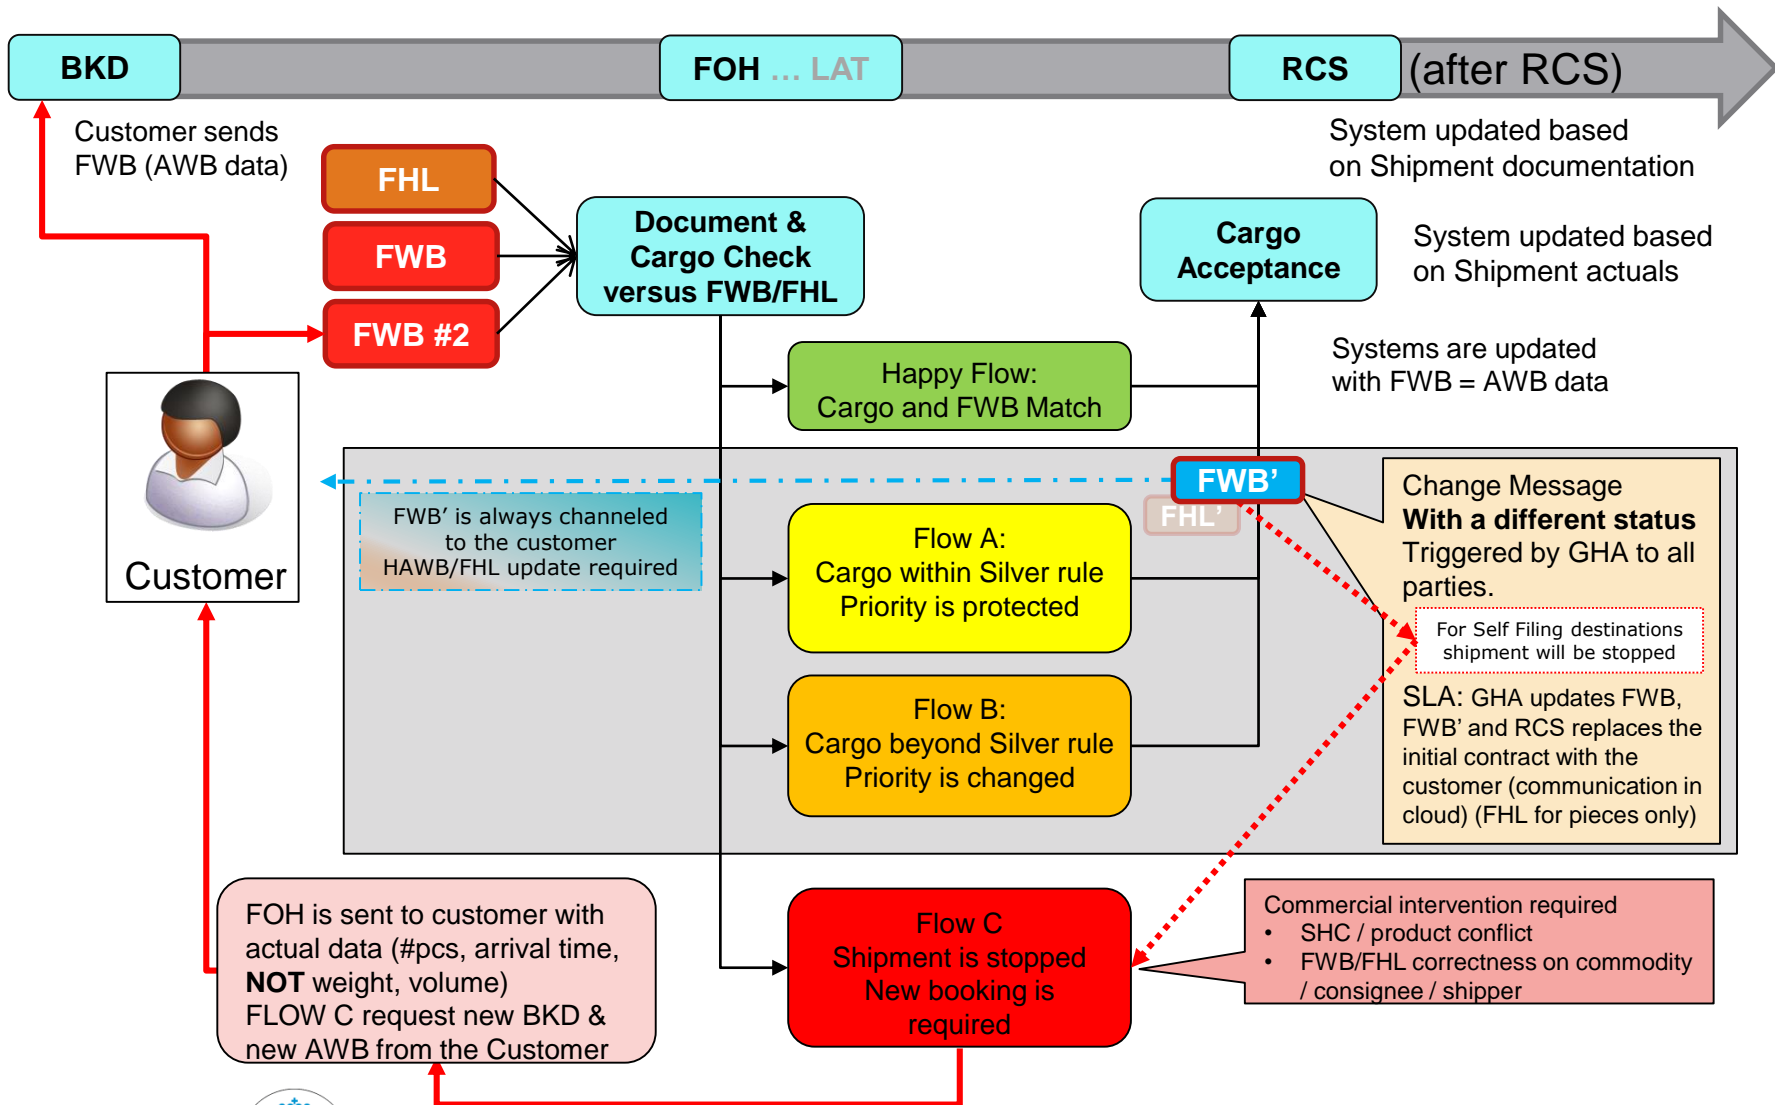 BKD
FOH ... LAT
RCS
(after RCS)
Customer sends
FWB (AWB data)
FHL
FWB
FWB #2
Document &
Cargo Check
versus FWB/FHL
Cargo
Acceptance
System updated based
on Shipment documentation
System updated based
on Shipment actuals
Systems are updated
with FWB = AWB data
Happy Flow:
Cargo and FWB Match
Customer
FWB’ is always channeled
to the customer
HAWB/FHL update required
FWB’
FHL’
Flow A:
Cargo within Silver rule
Priority is protected
Flow B:
Cargo beyond Silver rule
Priority is changed
Change Message
With a different status
Triggered by GHA to all
parties.
For Self Filing destinations
shipment will be stopped
SLA: GHA updates FWB,
FWB’ and RCS replaces the
initial contract with the
customer (communication in
cloud) (FHL for pieces only)
FOH is sent to customer with
actual data (#pcs, arrival time,
NOT weight, volume)
FLOW C request new BKD &
new AWB from the Customer
Flow C
Shipment is stopped
New booking is
required
Commercial intervention required
• SHC / product conflict
• FWB/FHL correctness on commodity
/ consignee / shipper